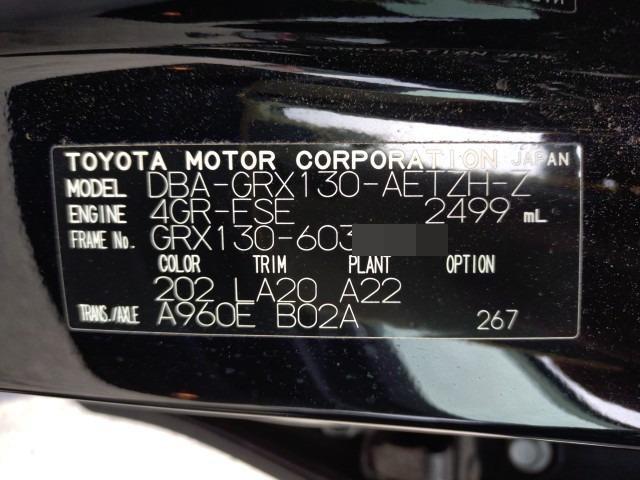 TOYOTA MOTOR CORPORATION JAPAN
MODEL DBA-GRX130-AETZH-Z
ENGINE 4GR-FSE 2499 mL
FRAME No. GRX130-603
COLOR TRIM PLANT OPTION
202 LA20 A22
TRANS./AXLE A960E B02A 267